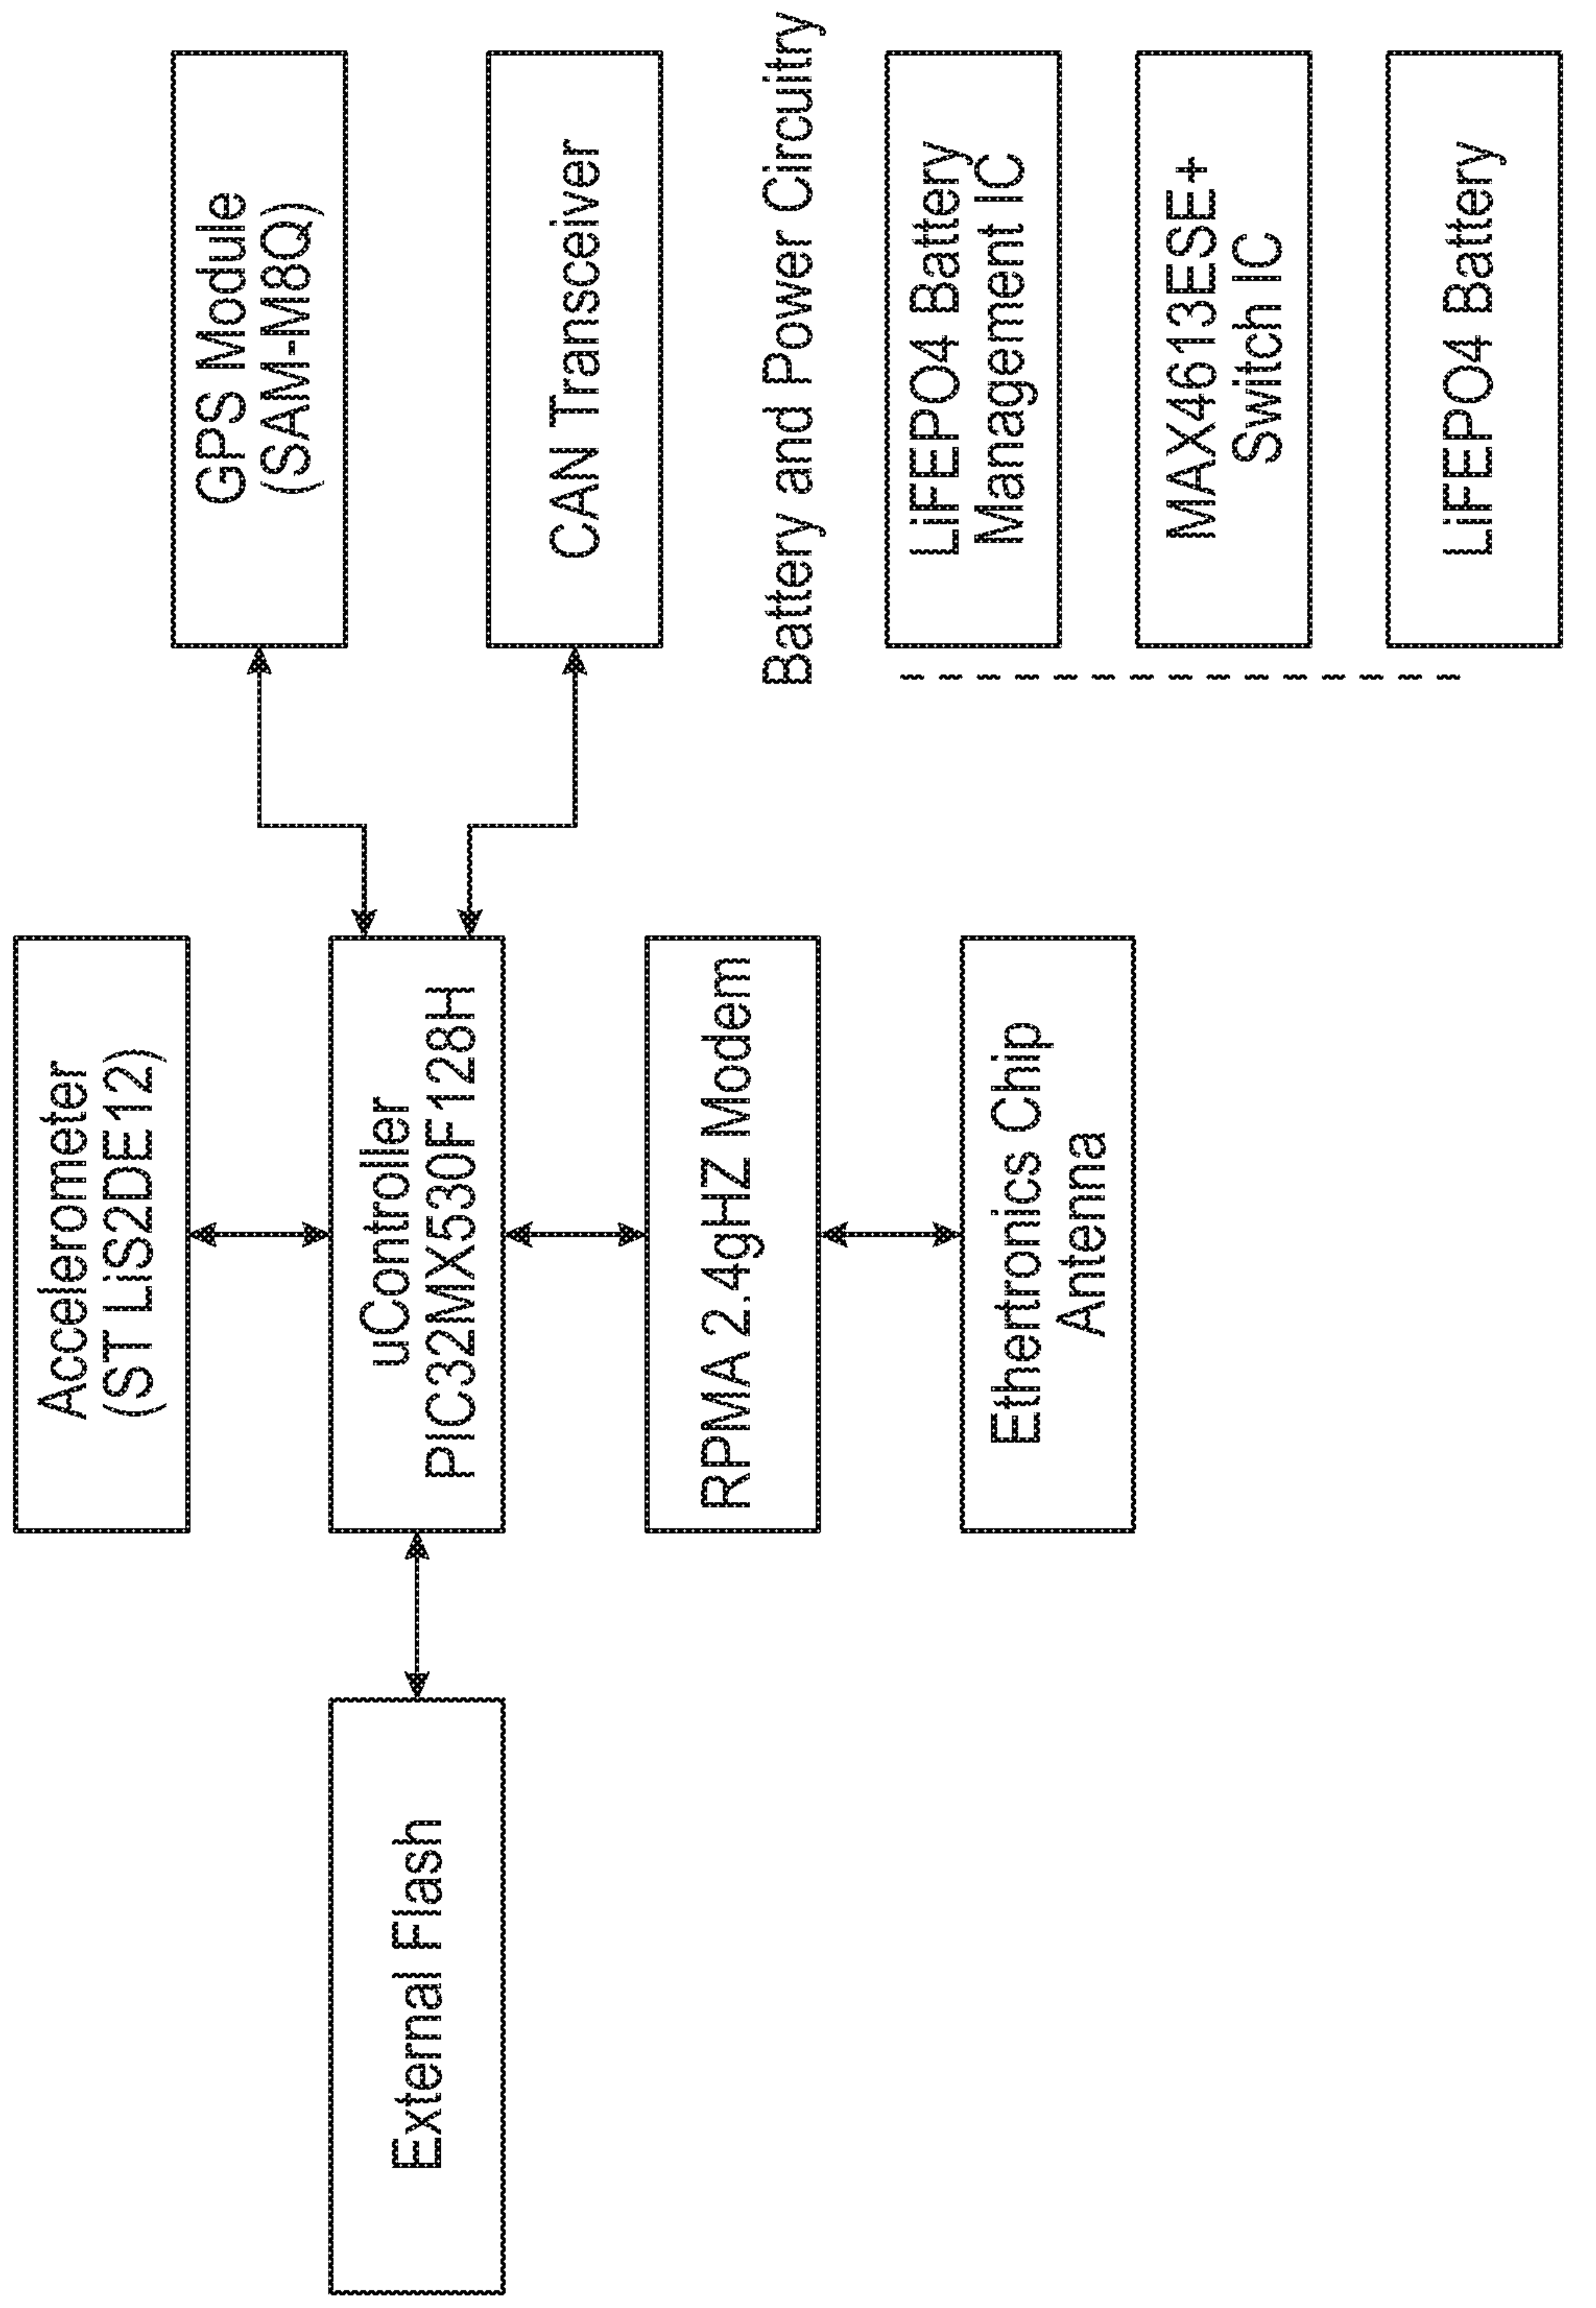 Accelerometer
(ST LiS2DE12)
GPS Module
(SAM-M8Q)
External Flash
uController
PIC32MX530F128H
CAN Transceiver
RPMA 2.4gHZ Modem
Battery and Power Circuitry
Ethertronics Chip
Antenna
LiFEPO4 Battery
Management IC
MAX4613ESE+
Switch IC
LiFEPO4 Battery